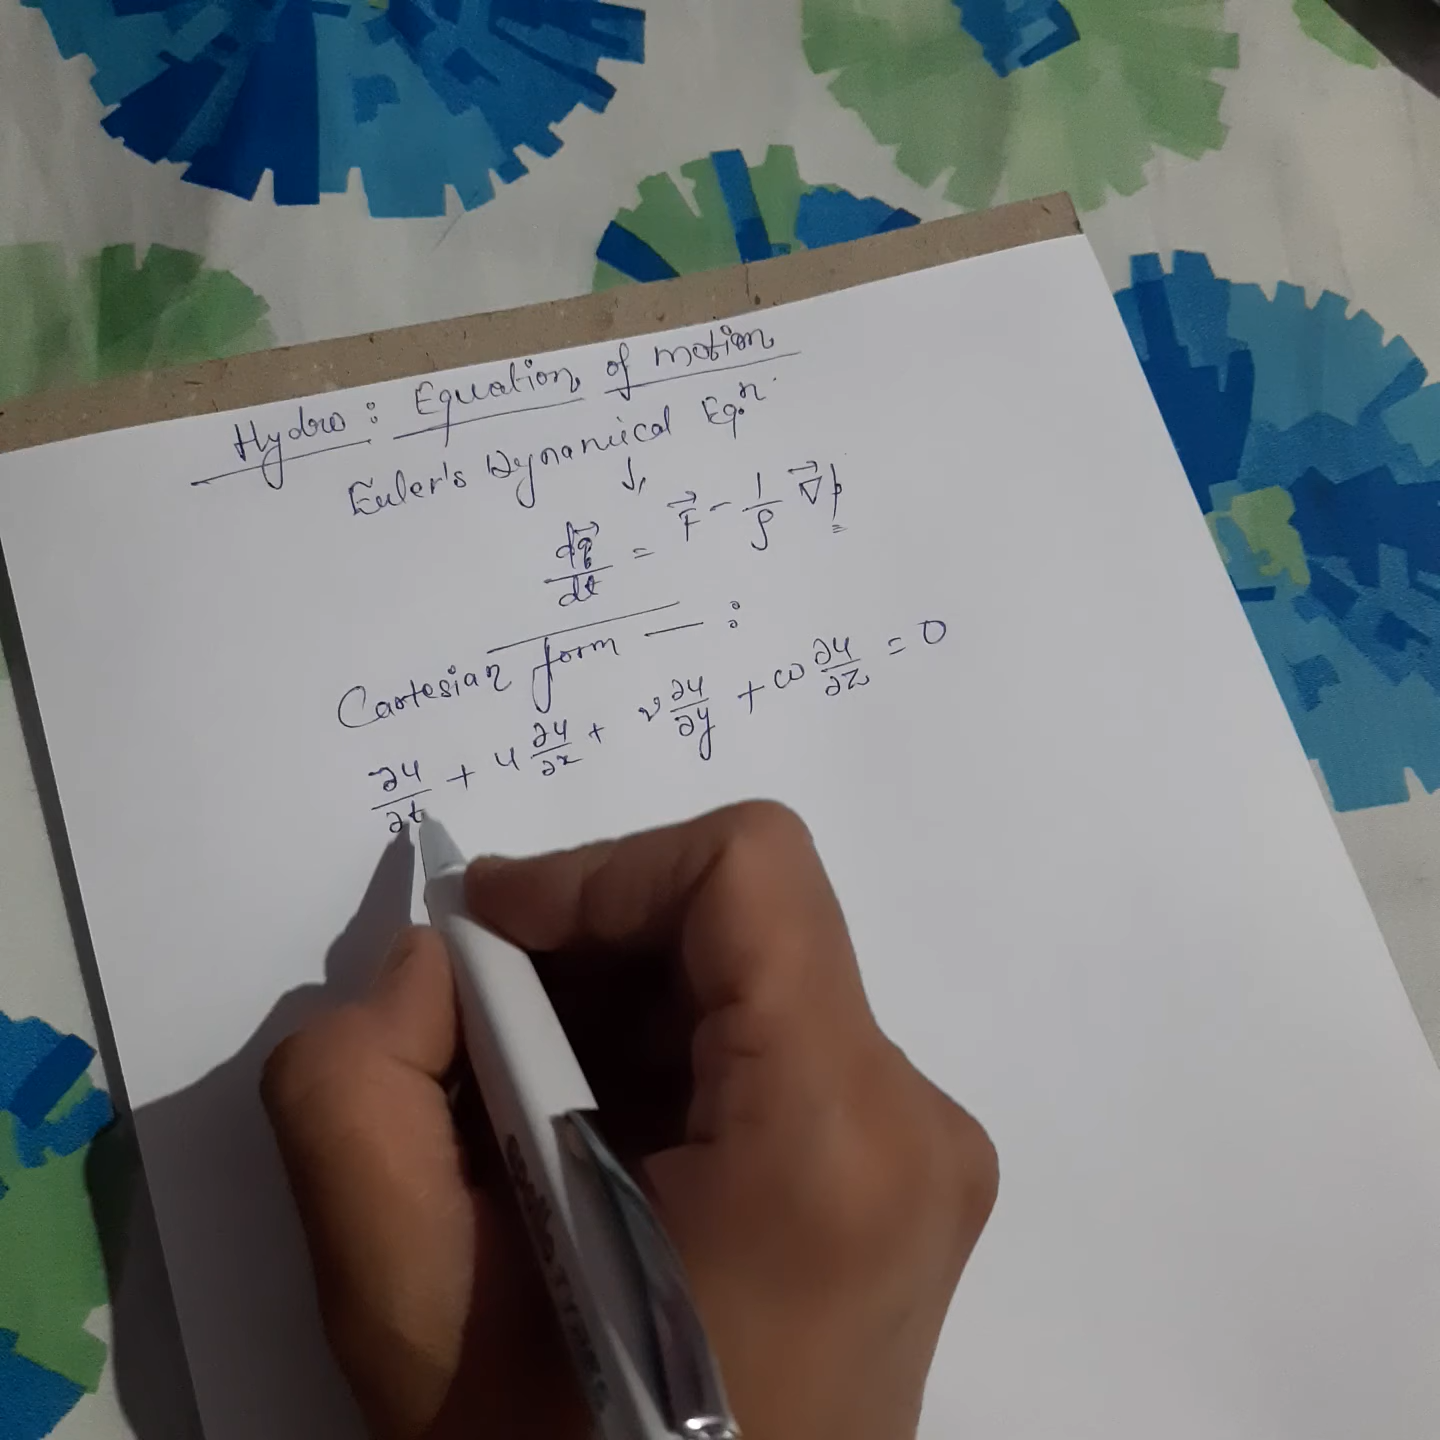 Hydro : Equation of motion
Euler's Dynamical Eqⁿ.
↓
dq⃗/dt = F⃗ - 1/ρ ∇⃗p
Cartesian form — :
∂u/∂t + u ∂u/∂x + v ∂u/∂y + w ∂u/∂z = 0